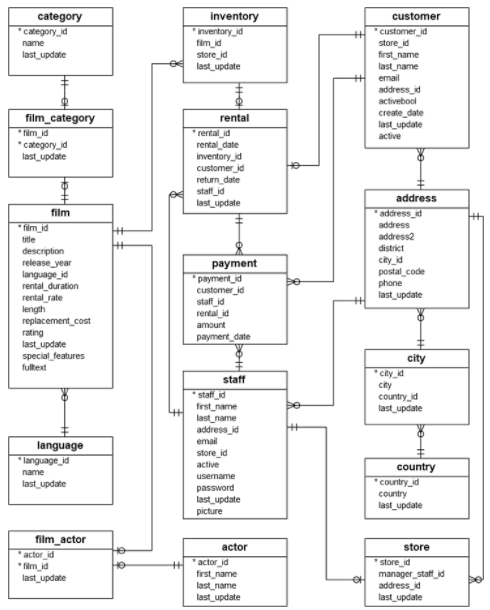 category
* category_id
name
last_update
film_category
* film_id
* category_id
last_update
film
* film_id
title
description
release_year
language_id
rental_duration
rental_rate
length
replacement_cost
rating
last_update
special_features
fulltext
language
* language_id
name
last_update
film_actor
* actor_id
* film_id
last_update
inventory
* inventory_id
film_id
store_id
last_update
rental
* rental_id
rental_date
inventory_id
customer_id
return_date
staff_id
last_update
payment
* payment_id
customer_id
staff_id
rental_id
amount
payment_date
staff
* staff_id
first_name
last_name
address_id
email
store_id
active
username
password
last_update
picture
actor
* actor_id
first_name
last_name
last_update
customer
* customer_id
store_id
first_name
last_name
email
address_id
activebool
create_date
last_update
active
address
* address_id
address
address2
district
city_id
postal_code
phone
last_update
city
* city_id
city
country_id
last_update
country
* country_id
country
last_update
store
* store_id
manager_staff_id
address_id
last_update